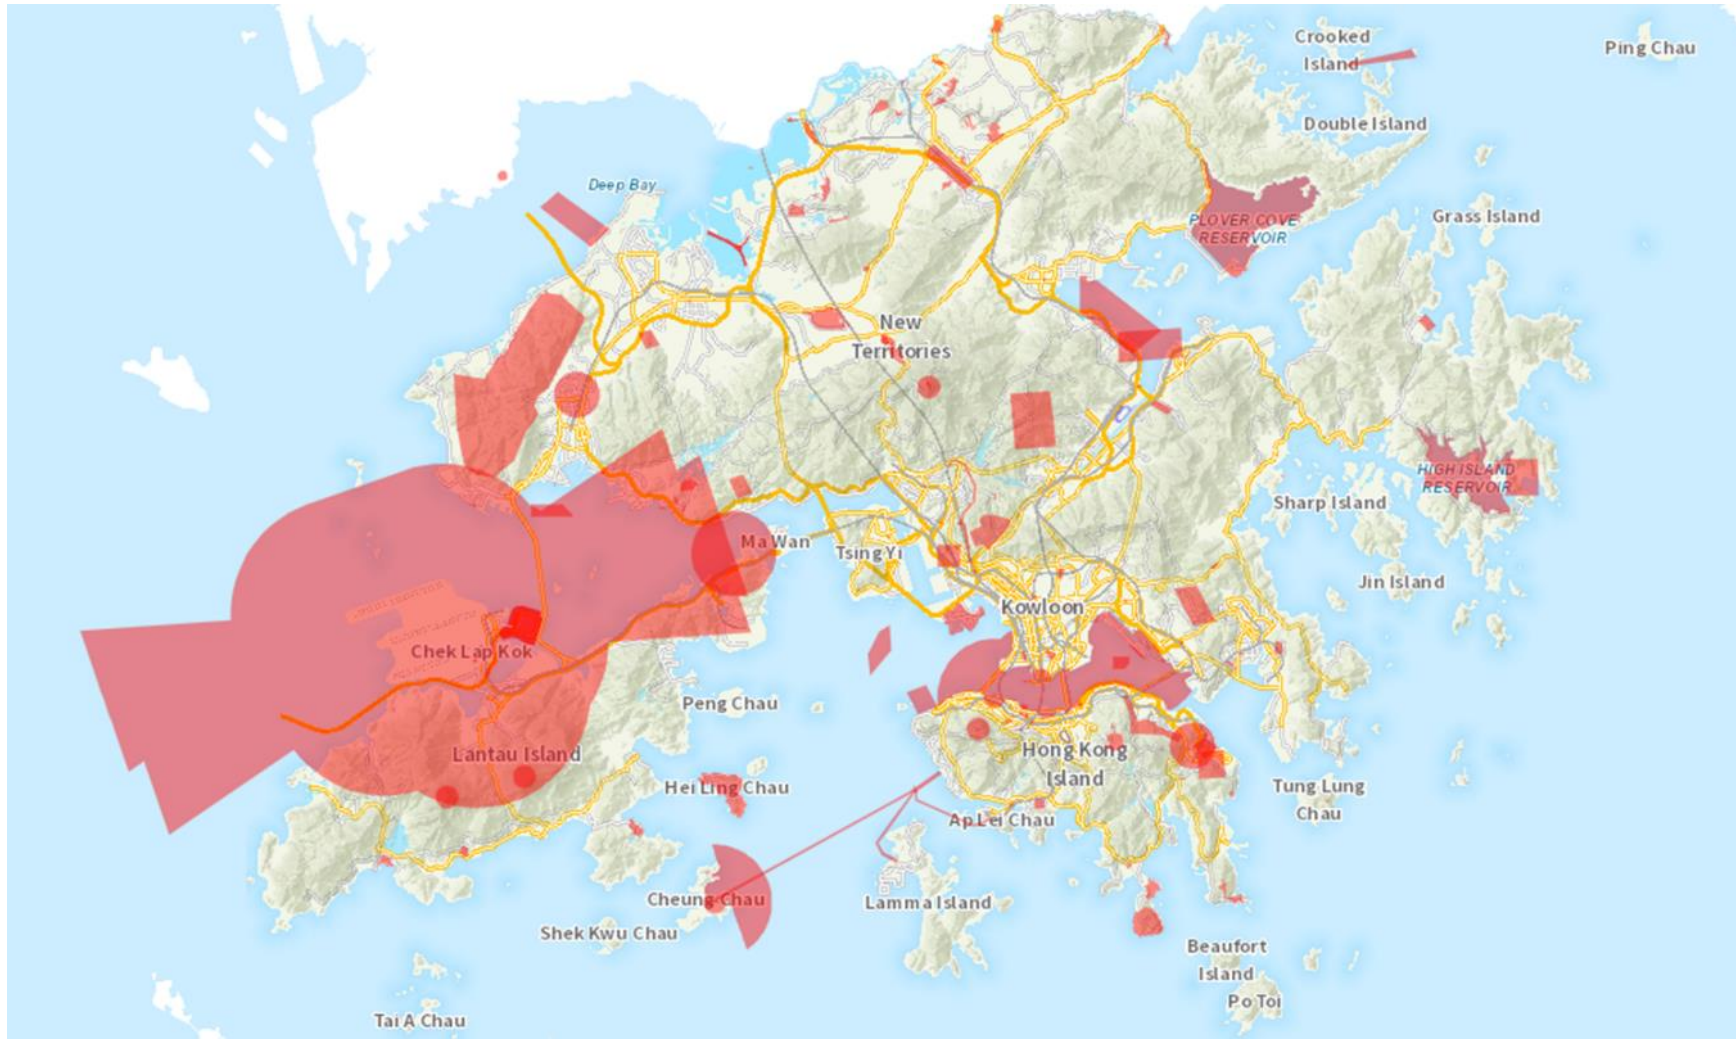 Crooked
Island
Ping Chau
Double Island
Deep Bay
PLOVER COVE
RESERVOIR
Grass Island
New
Territories
HIGH ISLAND
RESERVOIR
Sharp Island
Ma Wan
Tsing Yi
Jin Island
Kowloon
Chek Lap Kok
Peng Chau
Lantau Island
Hong Kong
Island
Hei Ling Chau
Tung Lung
Chau
Ap Lei Chau
Cheung Chau
Lamma Island
Shek Kwu Chau
Beaufort
Island
Po Toi
Tai A Chau